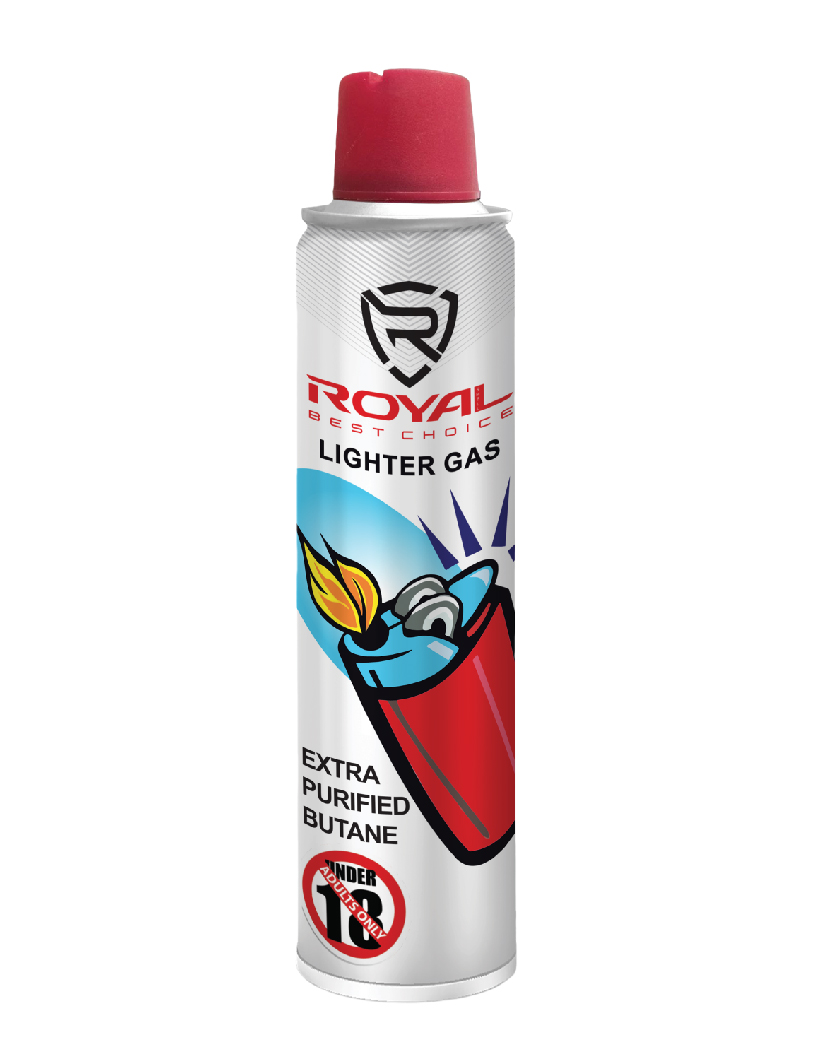 R
ROYAL
BEST CHOICE
LIGHTER GAS
EXTRA
PURIFIED
BUTANE
UNDER
18
ADULTS ONLY